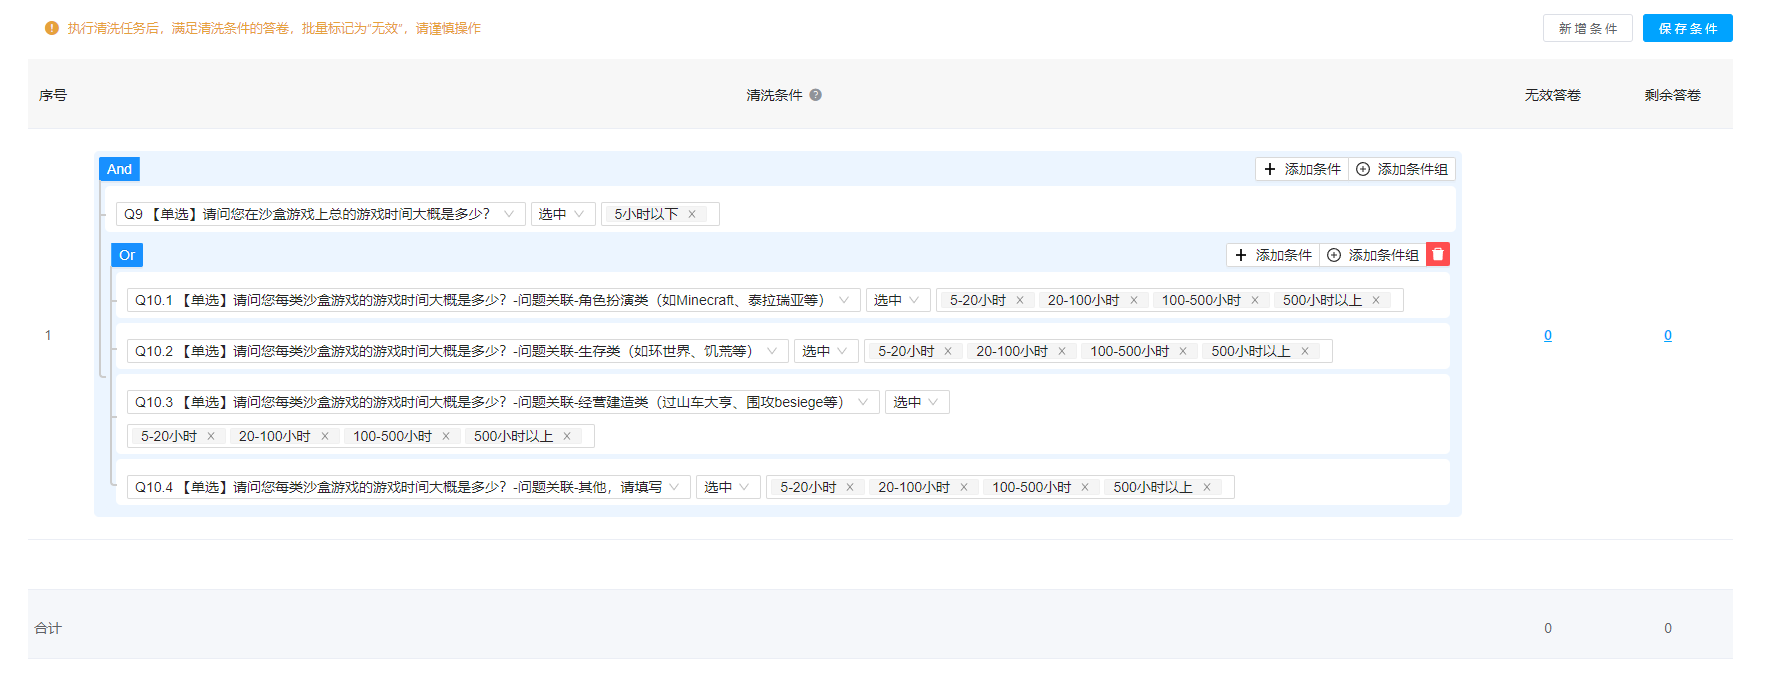 执行清洗任务后，满足清洗条件的答卷，批量标记为“无效”，请谨慎操作
新增条件 保存条件
序号 清洗条件 无效答卷 剩余答卷
And 添加条件 添加条件组
Q9 【单选】请问您在沙盒游戏上总的游戏时间大概是多少？ 选中 5小时以下 ×
Or 添加条件 添加条件组
Q10.1 【单选】请问您每类沙盒游戏的游戏时间大概是多少？-问题关联-角色扮演类（如Minecraft、泰拉瑞亚等） 选中 5-20小时 × 20-100小时 × 100-500小时 × 500小时以上 ×
1 0 0
Q10.2 【单选】请问您每类沙盒游戏的游戏时间大概是多少？-问题关联-生存类（如环世界、饥荒等） 选中 5-20小时 × 20-100小时 × 100-500小时 × 500小时以上 ×
Q10.3 【单选】请问您每类沙盒游戏的游戏时间大概是多少？-问题关联-经营建造类（过山车大亨、围攻besiege等） 选中
5-20小时 × 20-100小时 × 100-500小时 × 500小时以上 ×
Q10.4 【单选】请问您每类沙盒游戏的游戏时间大概是多少？-问题关联-其他，请填写 选中 5-20小时 × 20-100小时 × 100-500小时 × 500小时以上 ×
合计 0 0